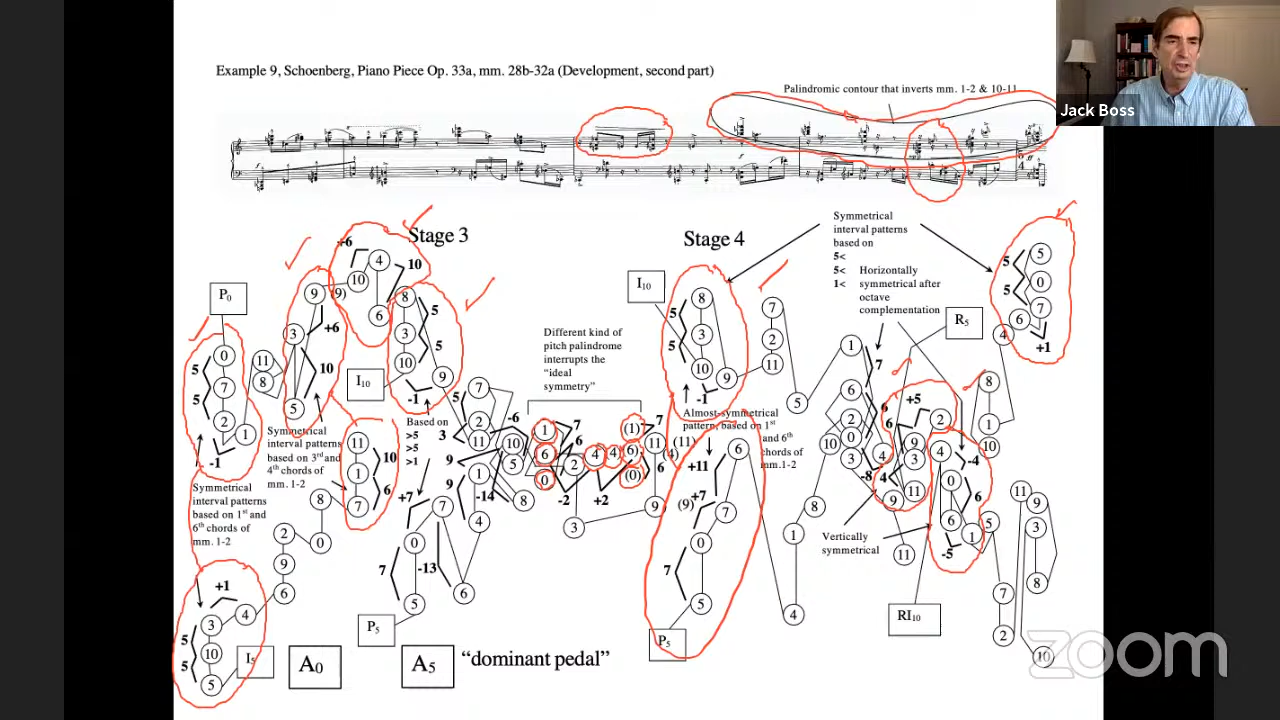 Example 9, Schoenberg, Piano Piece Op. 33a, mm. 28b-32a (Development, second part)
Palindromic contour that inverts mm. 1-2 & 10-11
Jack Boss
Stage 3
Stage 4
Symmetrical
interval patterns
based on
5<
5<
1<
Horizontally
symmetrical after
octave
complementation
P0
I10
I10
R5
Different kind of
pitch palindrome
interrupts the
"ideal
symmetry"
Based on
>5
>5
>1
Almost-symmetrical
pattern, based on 1st
and 6th
chords of
mm.1-2
Symmetrical
interval patterns
based on 3rd and
4th chords of
mm. 1-2
Symmetrical
interval patterns
based on 1st and
6th chords of
mm. 1-2
Vertically
symmetrical
P5
P5
RI10
I5
A0
A5
"dominant pedal"
zoom